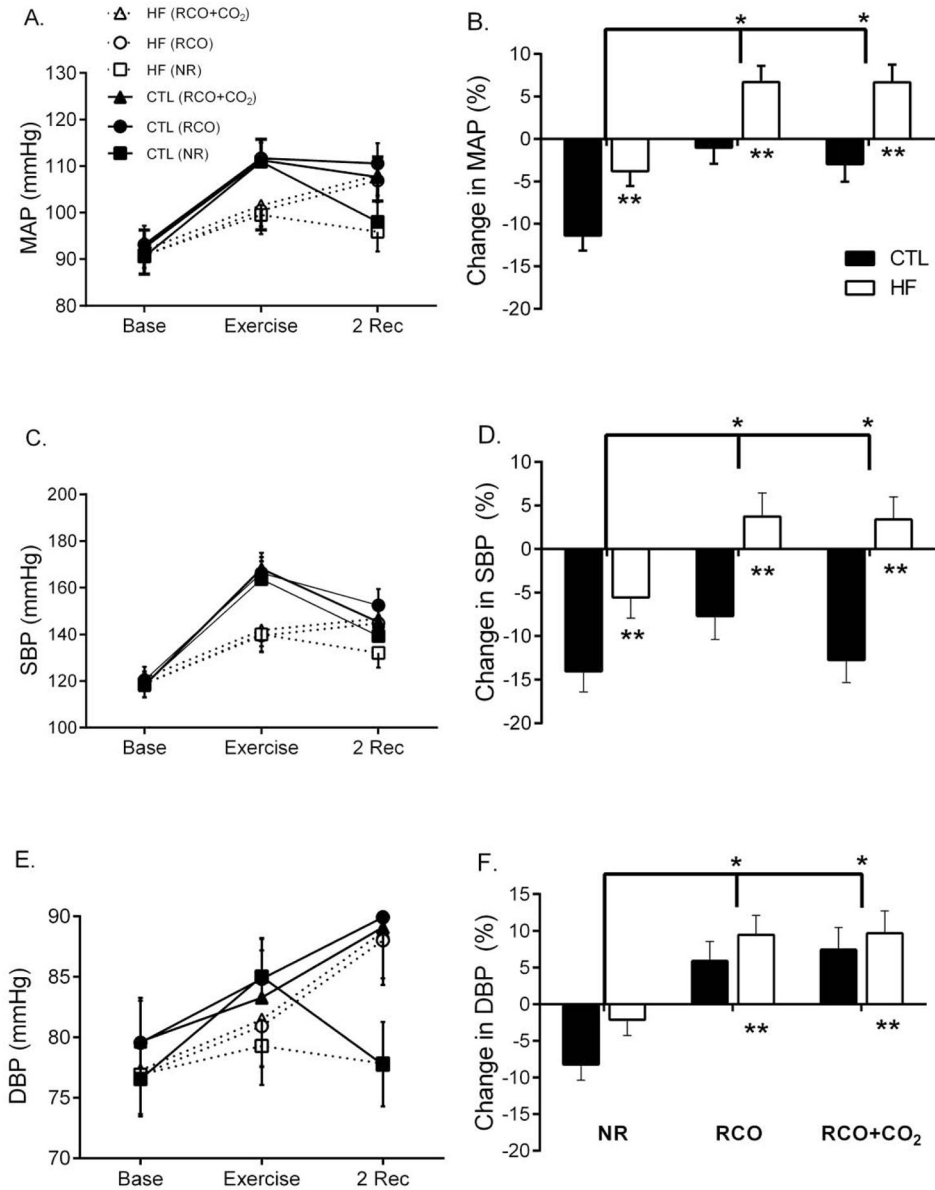 A.
HF (RCO+CO₂)
HF (RCO)
HF (NR)
CTL (RCO+CO₂)
CTL (RCO)
CTL (NR)
MAP (mmHg)
130
120
110
100
90
80
Base Exercise 2 Rec
B.
* *
Change in MAP (%)
10
5
0
-5
-10
-15
-20
** ** **
CTL
HF
C.
SBP (mmHg)
200
180
160
140
120
100
Base Exercise 2 Rec
D.
* *
Change in SBP (%)
10
5
0
-5
-10
-15
-20
** ** **
E.
DBP (mmHg)
90
85
80
75
70
Base Exercise 2 Rec
F.
* *
Change in DBP (%)
15
10
5
0
-5
-10
-15
-20
** **
NR RCO RCO+CO₂